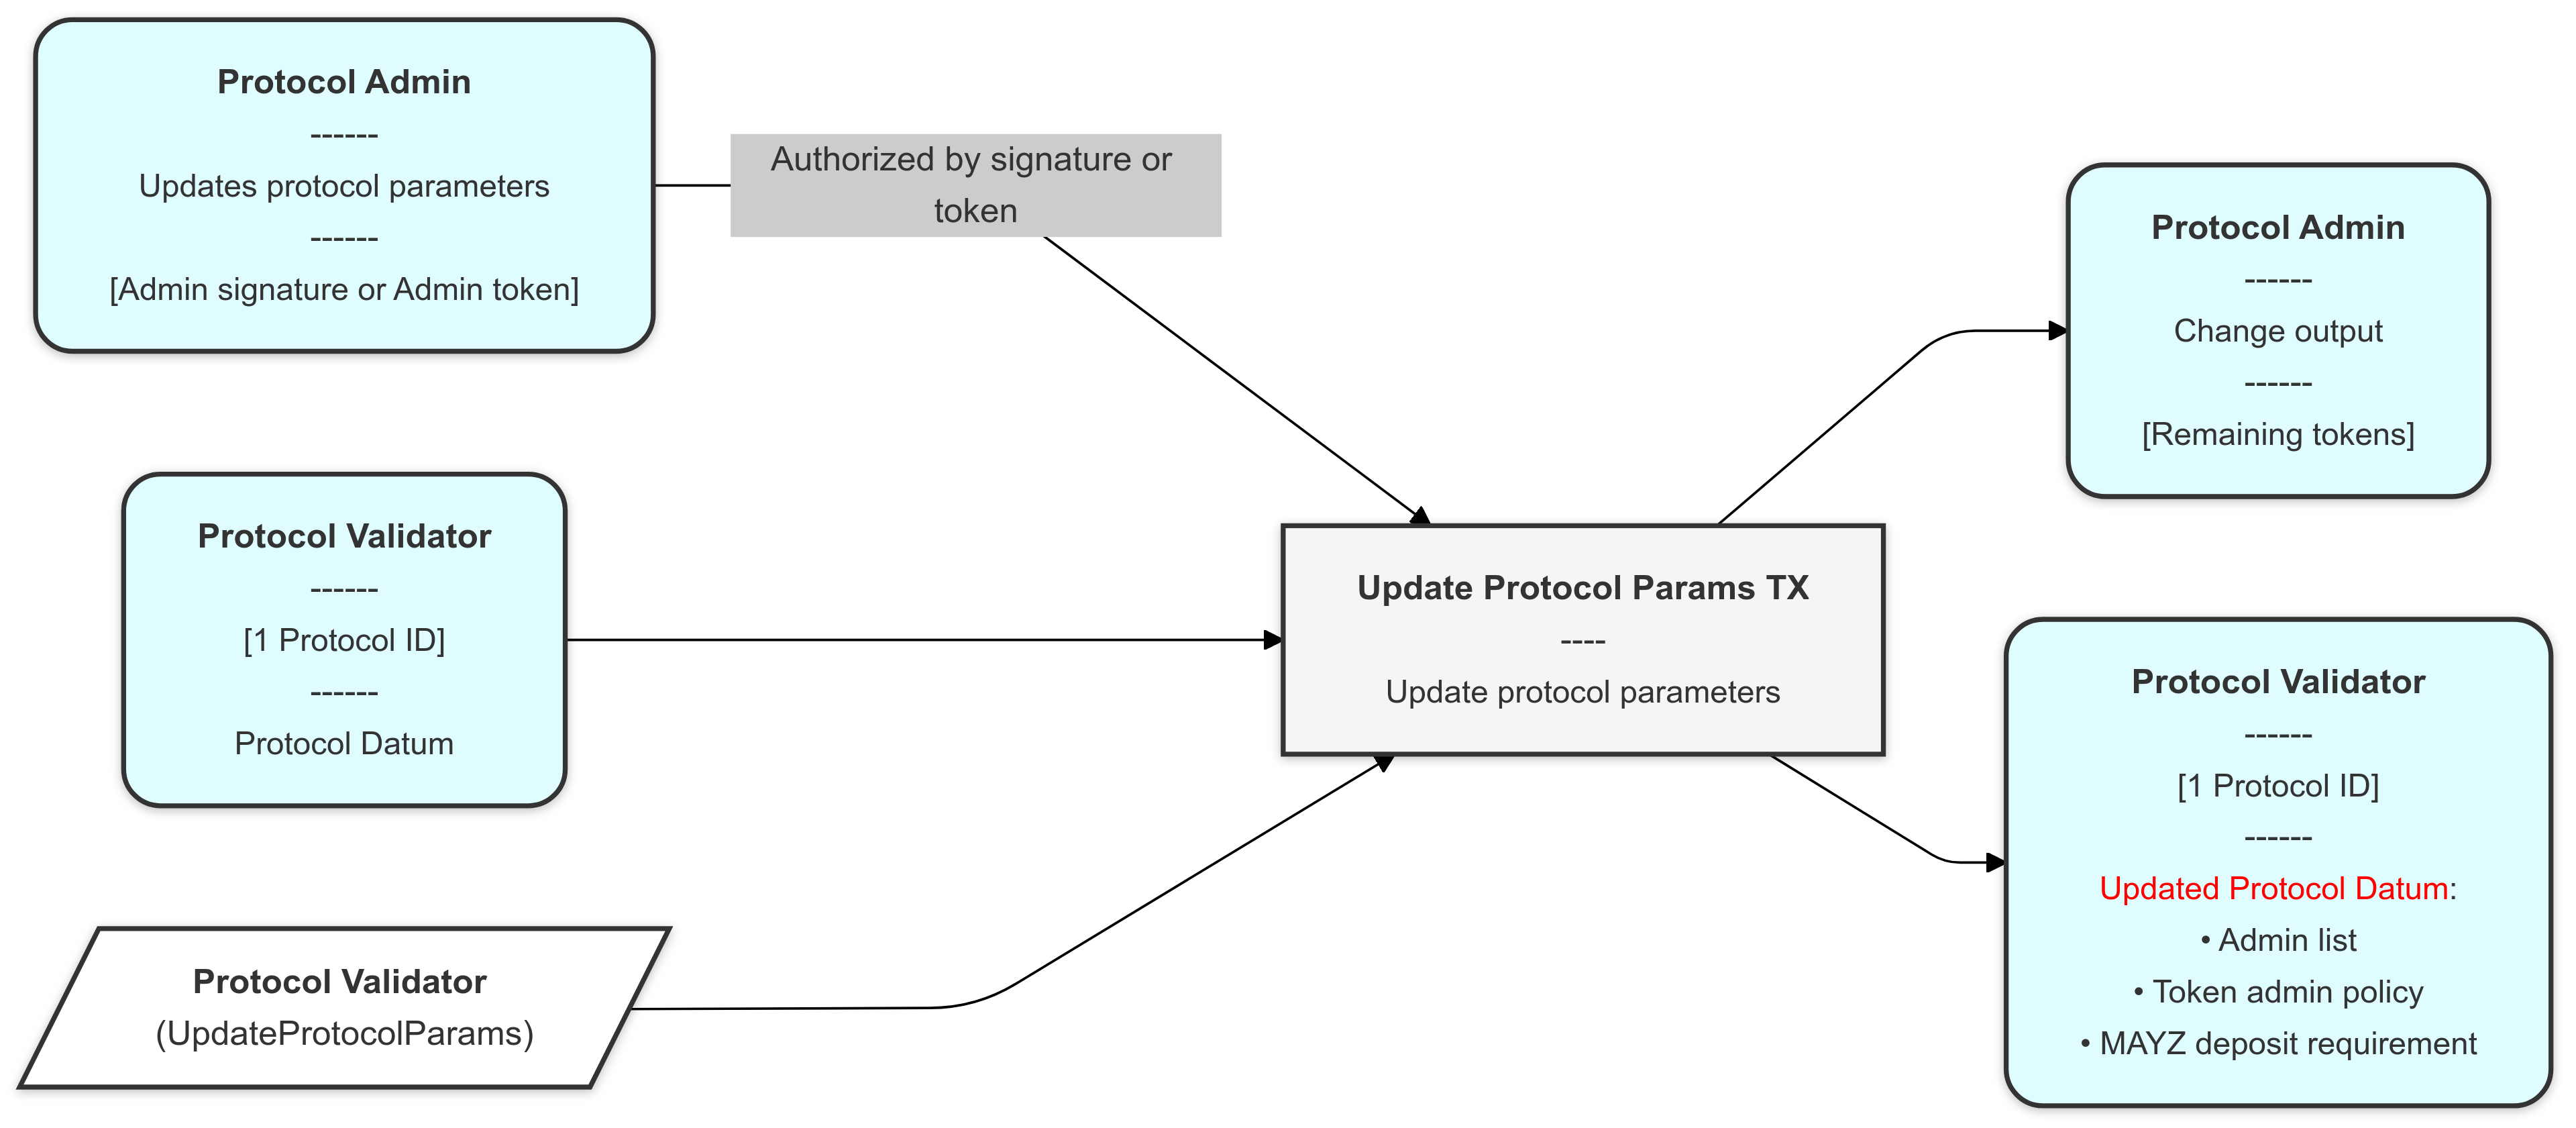 Protocol Admin
------
Updates protocol parameters
------
[Admin signature or Admin token]
Authorized by signature or
token
Protocol Validator
------
[1 Protocol ID]
------
Protocol Datum
Protocol Validator
(UpdateProtocolParams)
Update Protocol Params TX
----
Update protocol parameters
Protocol Admin
------
Change output
------
[Remaining tokens]
Protocol Validator
------
[1 Protocol ID]
------
Updated Protocol Datum:
• Admin list
• Token admin policy
• MAYZ deposit requirement